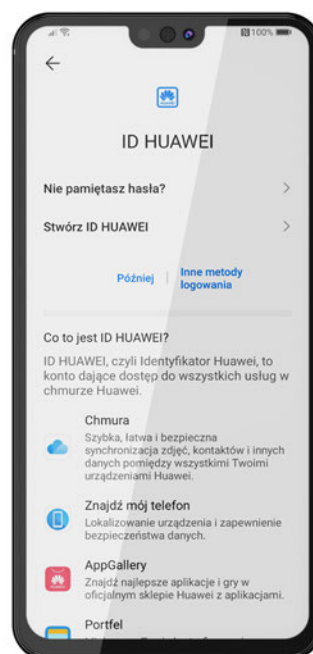 100%
ID HUAWEI
Nie pamiętasz hasła?
Stwórz ID HUAWEI
Później
Inne metody
logowania
Co to jest ID HUAWEI?
ID HUAWEI, czyli Identyfikator Huawei, to
konto dające dostęp do wszystkich usług w
chmurze Huawei.
Chmura
Szybka, łatwa i bezpieczna
synchronizacja zdjęć, kontaktów i innych
danych pomiędzy wszystkimi Twoimi
urządzeniami Huawei.
Znajdź mój telefon
Lokalizowanie urządzenia i zapewnienie
bezpieczeństwa danych.
AppGallery
Znajdź najlepsze aplikacje i gry w
oficjalnym sklepie Huawei z aplikacjami.
Portfel